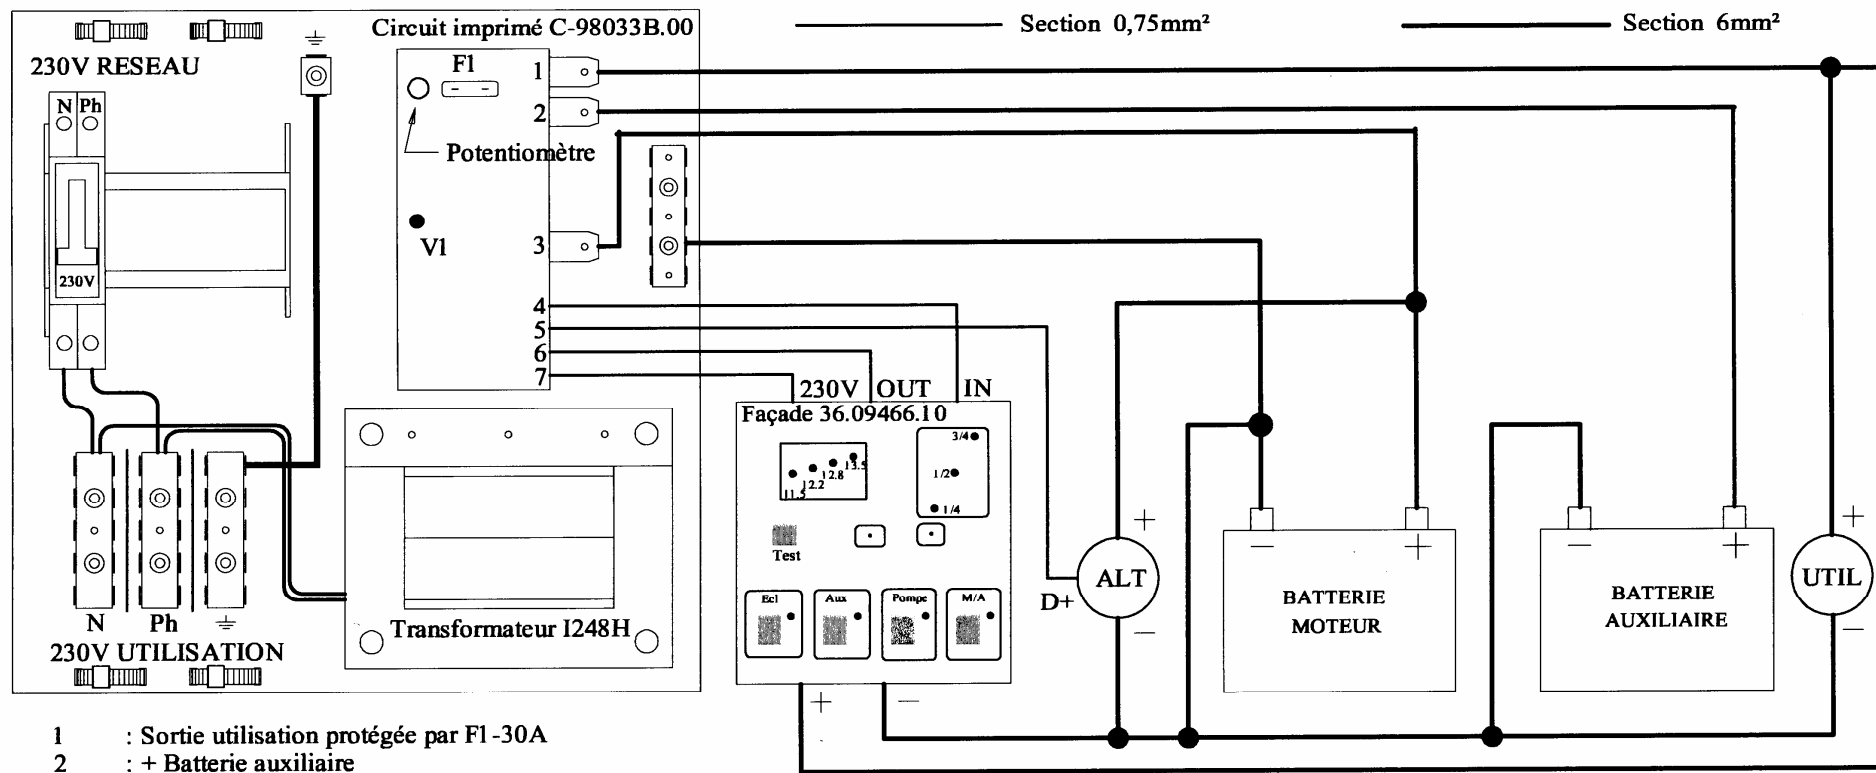 Circuit imprimé C-98033B.00
Section 0,75mm²
Section 6mm²
230V RESEAU
N Ph
230V
F1
Potentiomètre
V1
1
2
3
4
5
6
7
230V OUT IN
Façade 36.09466.10
11.5 12.2 12.8 13.5
3/4
1/2
1/4
Test
Ecl Aux Pompe M/A
+ −
D+
ALT
+
−
− +
BATTERIE
MOTEUR
− +
BATTERIE
AUXILIAIRE
+
UTIL
−
Transformateur I248H
N Ph
230V UTILISATION
1 : Sortie utilisation protégée par F1-30A
2 : + Batterie auxiliaire